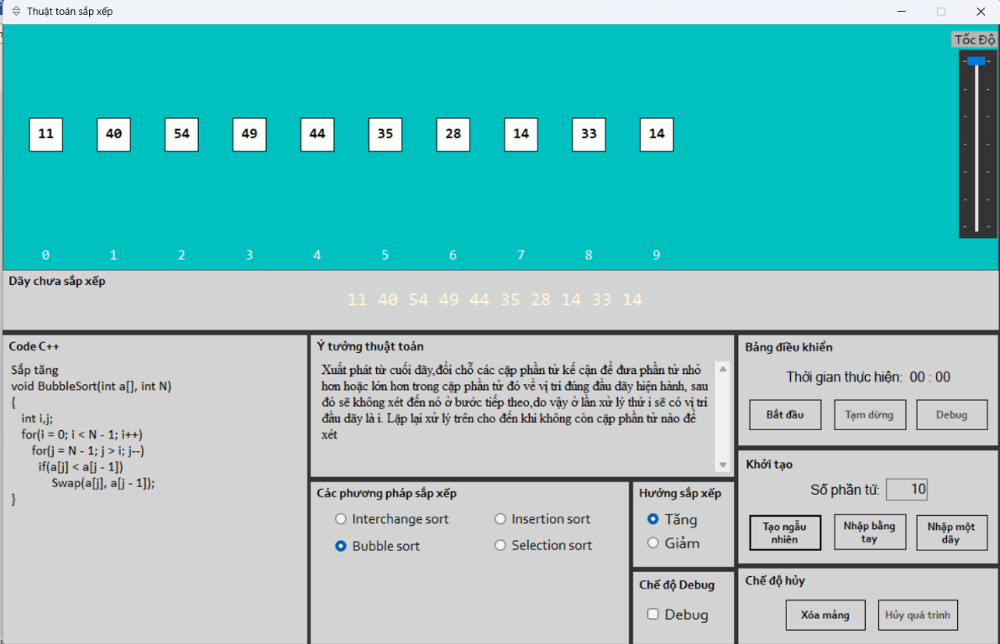 Thuật toán sắp xếp
Tốc Độ
11 40 54 49 44 35 28 14 33 14
0 1 2 3 4 5 6 7 8 9
Dãy chưa sắp xếp
11 40 54 49 44 35 28 14 33 14
Code C++
Sắp tăng
void BubbleSort(int a[], int N)
{
int i,j;
for(i = 0; i < N - 1; i++)
for(j = N - 1; j > i; j--)
if(a[j] < a[j - 1])
Swap(a[j], a[j - 1]);
}
Ý tưởng thuật toán
Xuất phát từ cuối dãy,đổi chỗ các cặp phần tử kế cận để đưa phần tử nhỏ
hơn hoặc lớn hơn trong cặp phần tử đó về vị trí đúng đầu dãy hiện hành, sau
đó sẽ không xét đến nó ở bước tiếp theo,do vậy ở lần xử lý thứ i sẽ có vị trí
đầu dãy là i. Lặp lại xử lý trên cho đến khi không còn cặp phần tử nào để
xét
Các phương pháp sắp xếp
Interchange sort
Insertion sort
Bubble sort
Selection sort
Hướng sắp xếp
Tăng
Giảm
Chế độ Debug
Debug
Bảng điều khiển
Thời gian thực hiện: 00 : 00
Bắt đầu
Tạm dừng
Debug
Khởi tạo
Số phần tử: 10
Tạo ngẫu
nhiên
Nhập bằng
tay
Nhập một
dãy
Chế độ hủy
Xóa mảng
Hủy quá trình